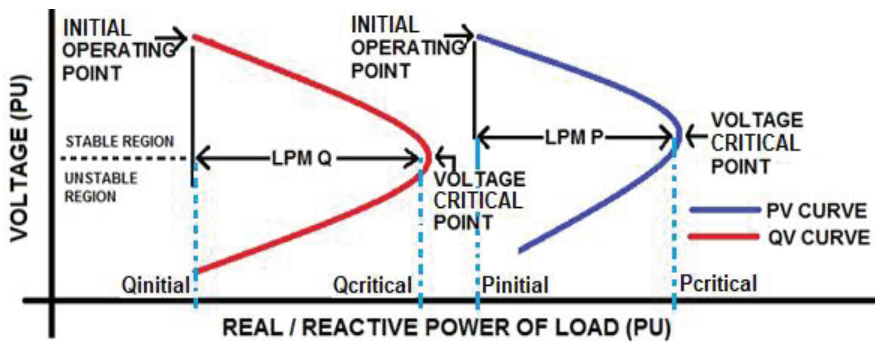 INITIAL
OPERATING
POINT
INITIAL
OPERATING
POINT
VOLTAGE (PU)
STABLE REGION
UNSTABLE
REGION
LPM Q
LPM P
VOLTAGE
CRITICAL
POINT
VOLTAGE
CRITICAL
POINT
PV CURVE
QV CURVE
Qinitial
Qcritical
Pinitial
Pcritical
REAL / REACTIVE POWER OF LOAD (PU)